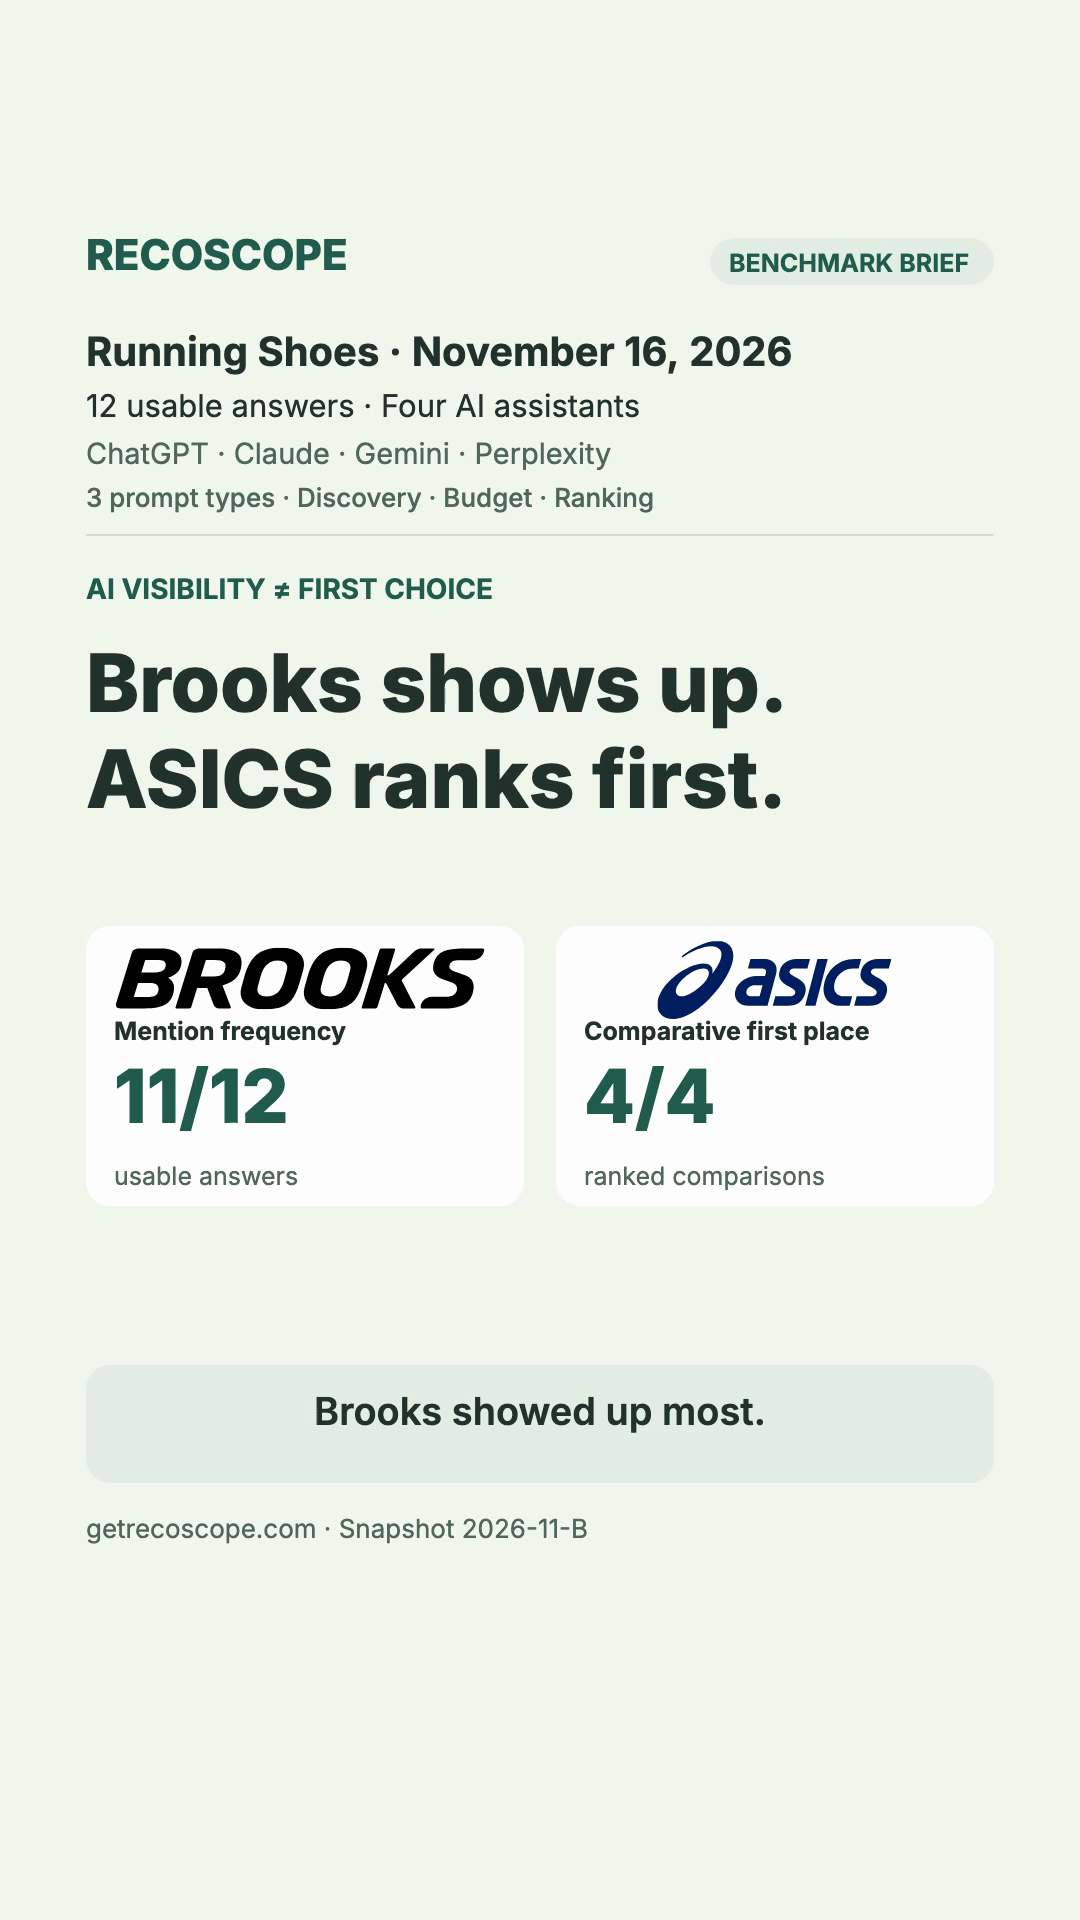 RECOSCOPE
BENCHMARK BRIEF
Running Shoes · November 16, 2026
12 usable answers · Four AI assistants
ChatGPT · Claude · Gemini · Perplexity
3 prompt types · Discovery · Budget · Ranking
AI VISIBILITY ≠ FIRST CHOICE
Brooks shows up.
ASICS ranks first.
BROOKS
Mention frequency
11/12
usable answers
asics
Comparative first place
4/4
ranked comparisons
Brooks showed up most.
getrecoscope.com · Snapshot 2026-11-B